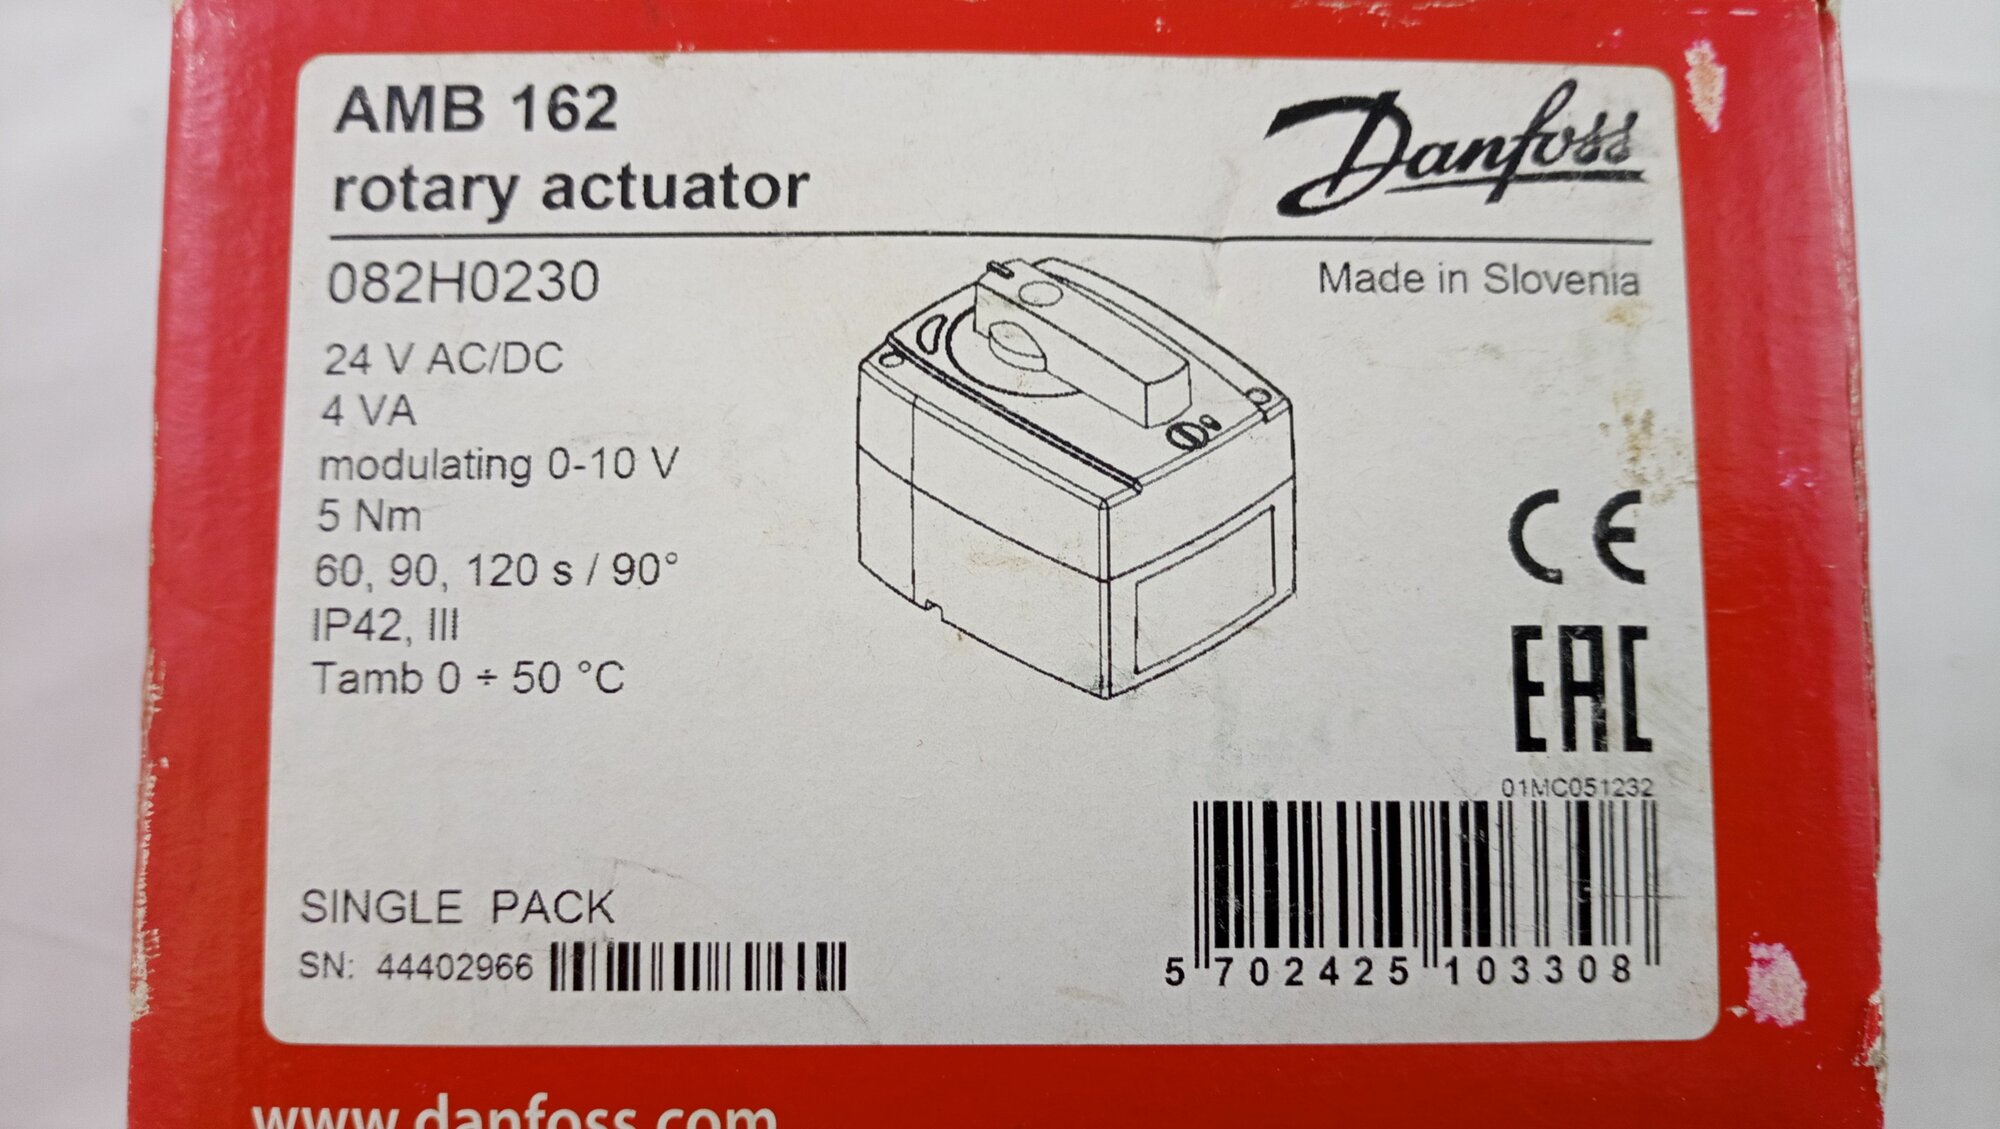 AMB 162
rotary actuator
Danfoss
082H0230
Made in Slovenia
24 V AC/DC
4 VA
modulating 0-10 V
5 Nm
60, 90, 120 s / 90°
IP42, III
Tamb 0 ÷ 50 °C
CE
EAC
01MC051232
SINGLE PACK
SN: 44402966
5 702425 103308
www.danfoss.com